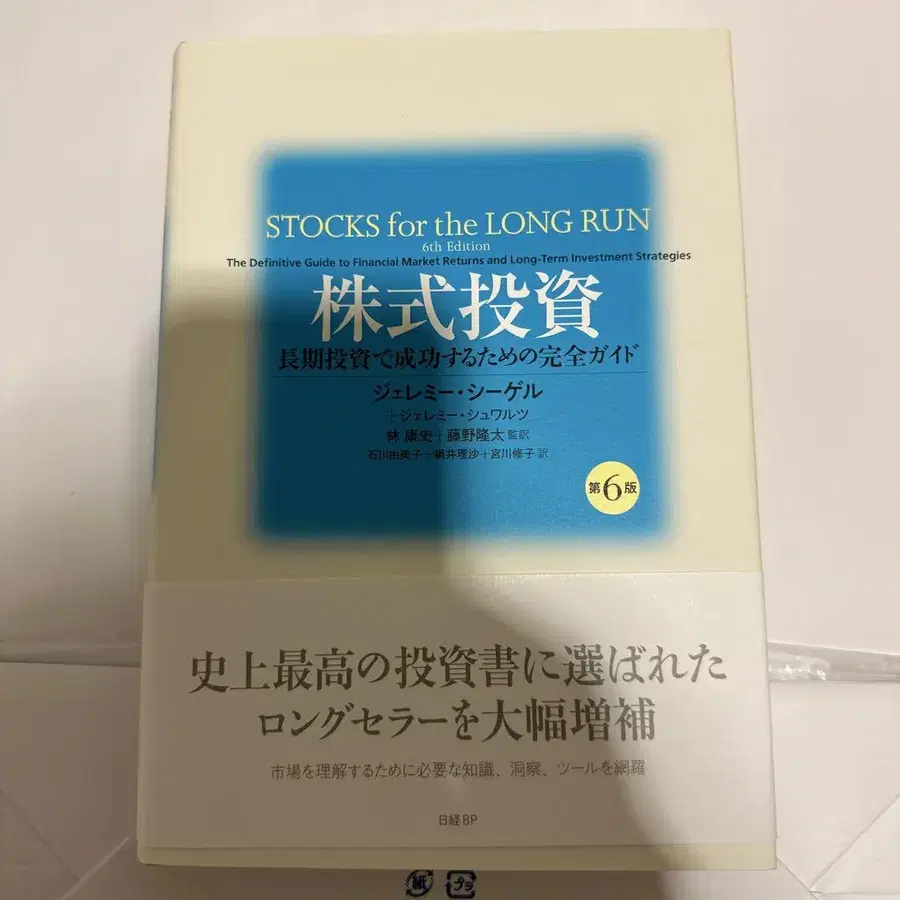 STOCKS for the LONG RUN
6th Edition
The Definitive Guide to Financial Market Returns and Long-Term Investment Strategies
株式投資
長期投資で成功するための完全ガイド
ジェレミー・シーゲル
+ジェレミー・シュワルツ
林 康史+藤野隆太 監訳
石川由美子+鍋井理沙+宮川修子 訳
第6版
史上最高の投資書に選ばれた
ロングセラーを大幅増補
市場を理解するために必要な知識、洞察、ツールを網羅
日経BP
紙 プラ